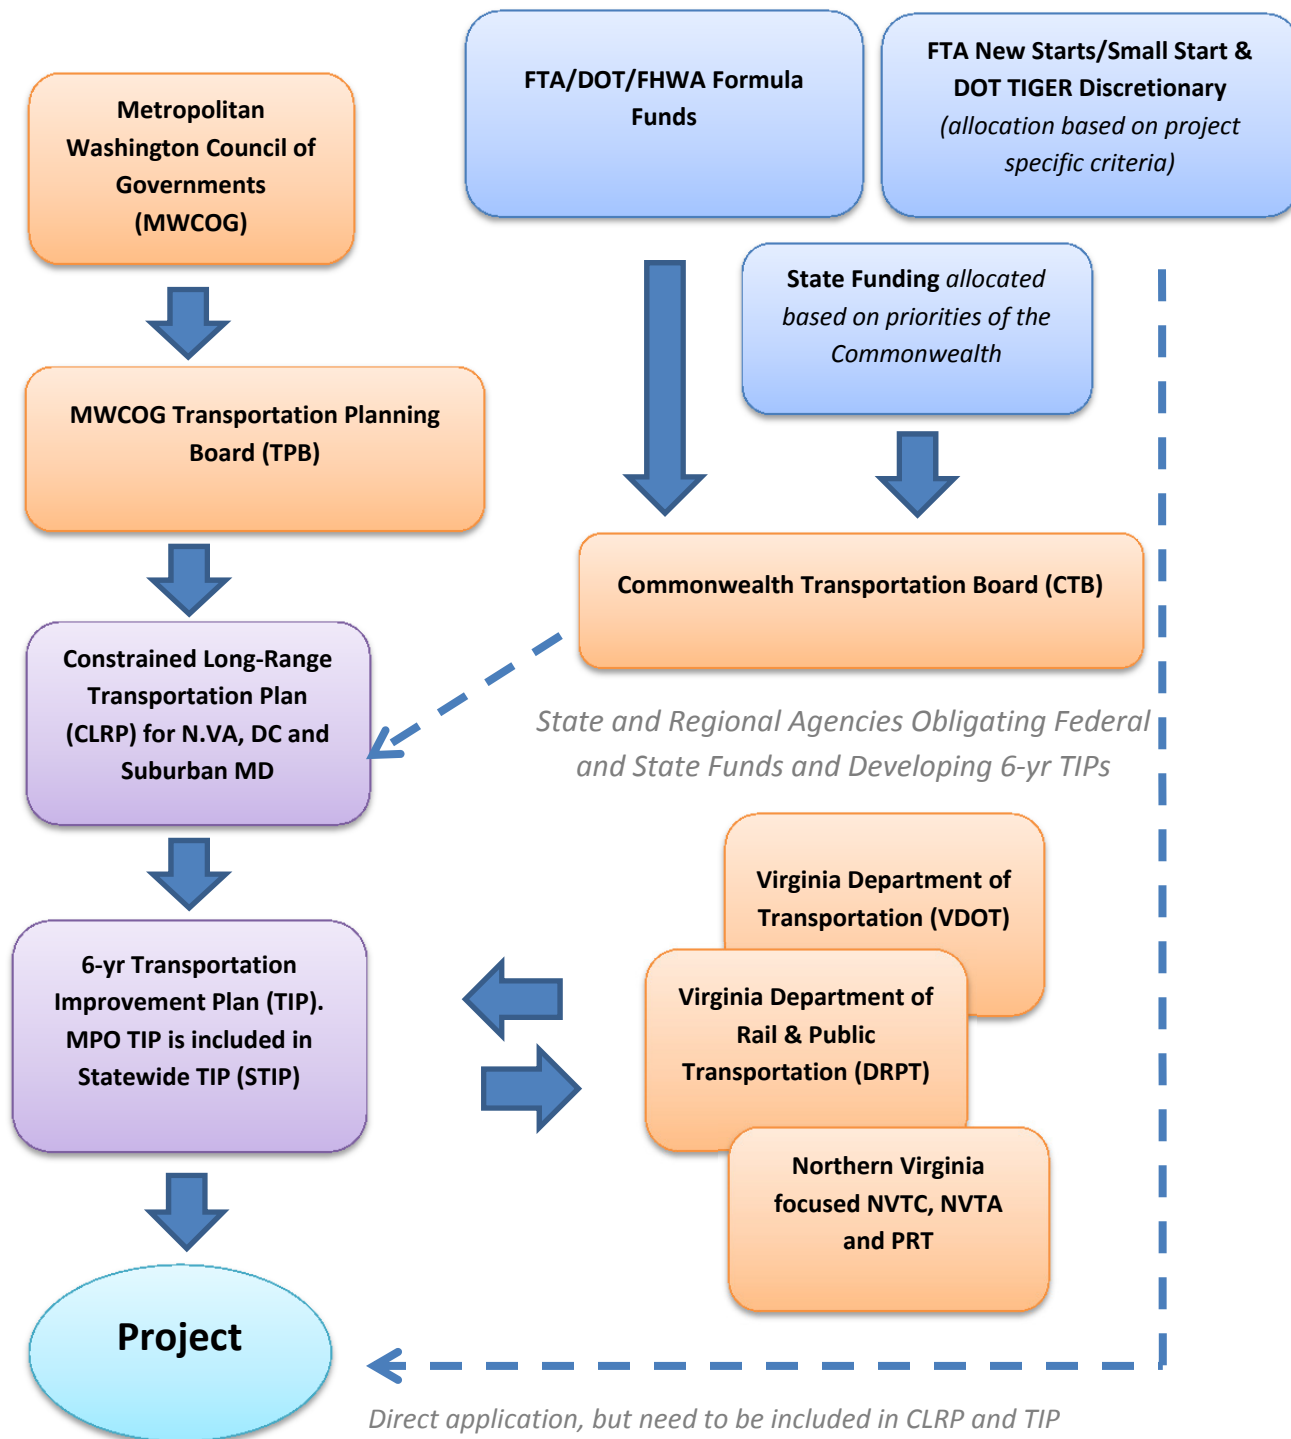 FTA/DOT/FHWA Formula
Funds
FTA New Starts/Small Start &
DOT TIGER Discretionary
(allocation based on project
specific criteria)
Metropolitan
Washington Council of
Governments
(MWCOG)
State Funding allocated
based on priorities of the
Commonwealth
MWCOG Transportation Planning
Board (TPB)
Commonwealth Transportation Board (CTB)
Constrained Long-Range
Transportation Plan
(CLRP) for N.VA, DC and
Suburban MD
State and Regional Agencies Obligating Federal
and State Funds and Developing 6-yr TIPs
Virginia Department of
Transportation (VDOT)
6-yr Transportation
Improvement Plan (TIP).
MPO TIP is included in
Statewide TIP (STIP)
Virginia Department of
Rail & Public
Transportation (DRPT)
Northern Virginia
focused NVTC, NVTA
and PRT
Project
Direct application, but need to be included in CLRP and TIP